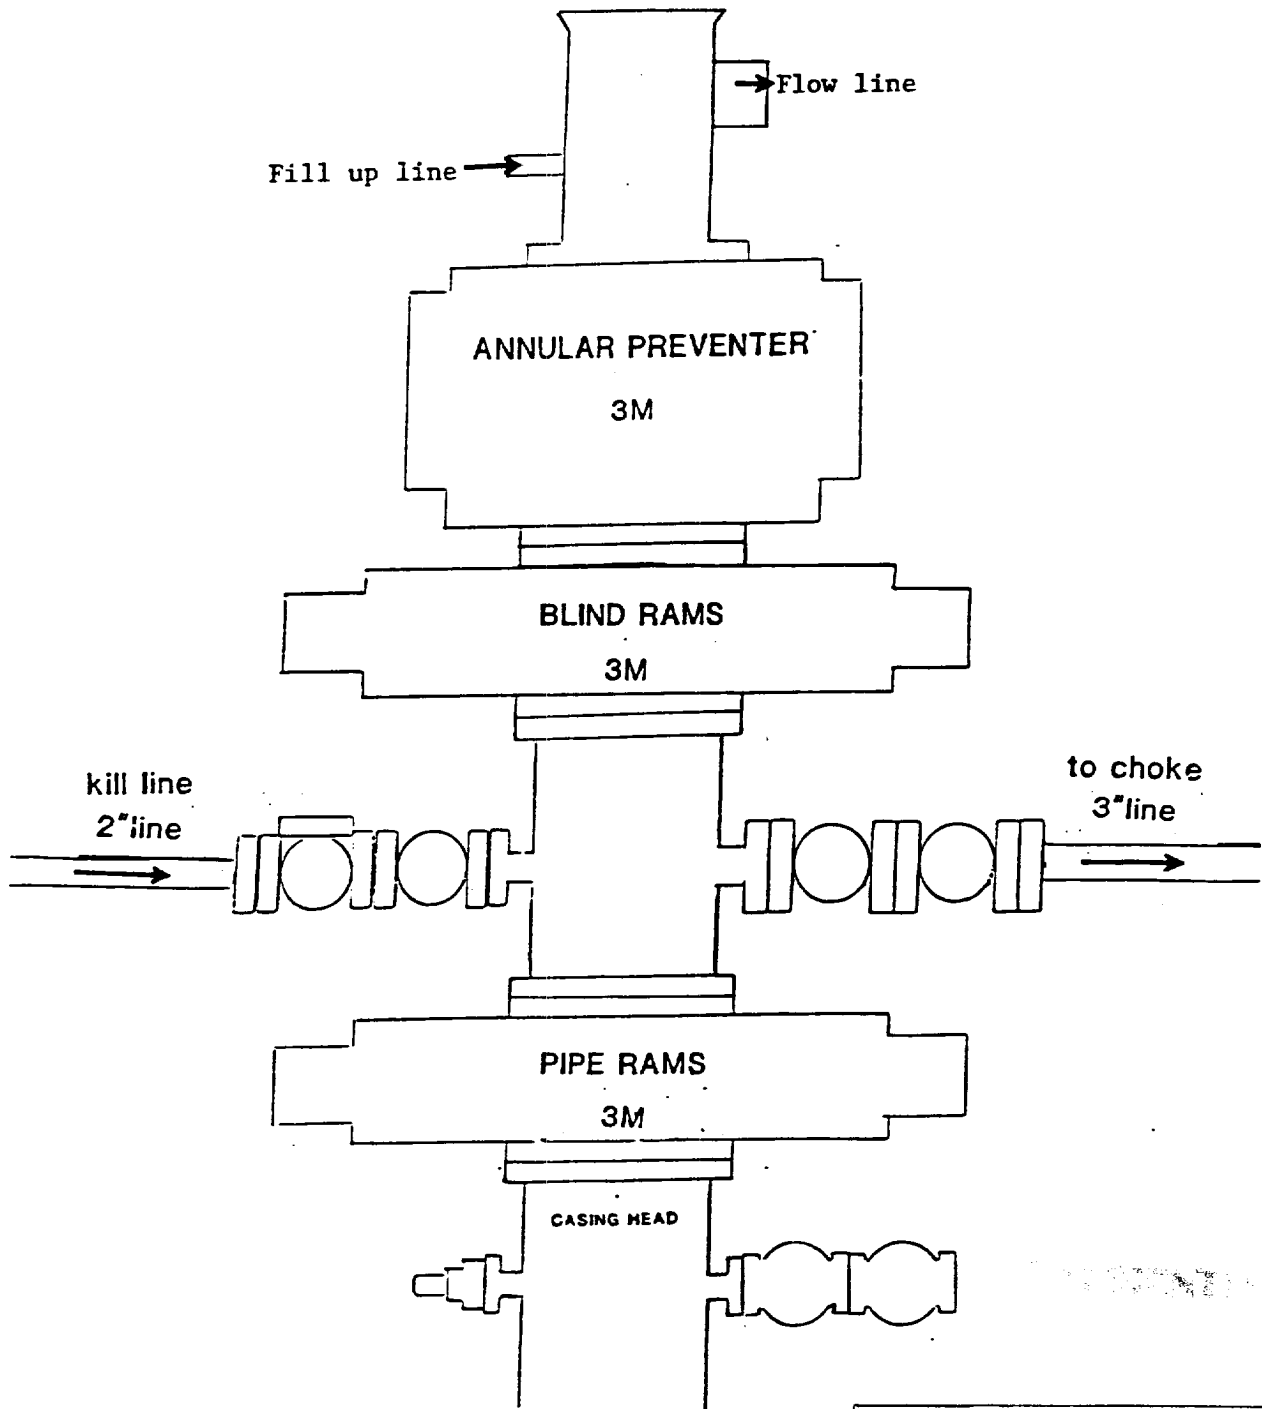 Flow line
Fill up line
ANNULAR PREVENTER
3M
BLIND RAMS
3M
kill line
2"line
to choke
3"line
PIPE RAMS
3M
CASING HEAD